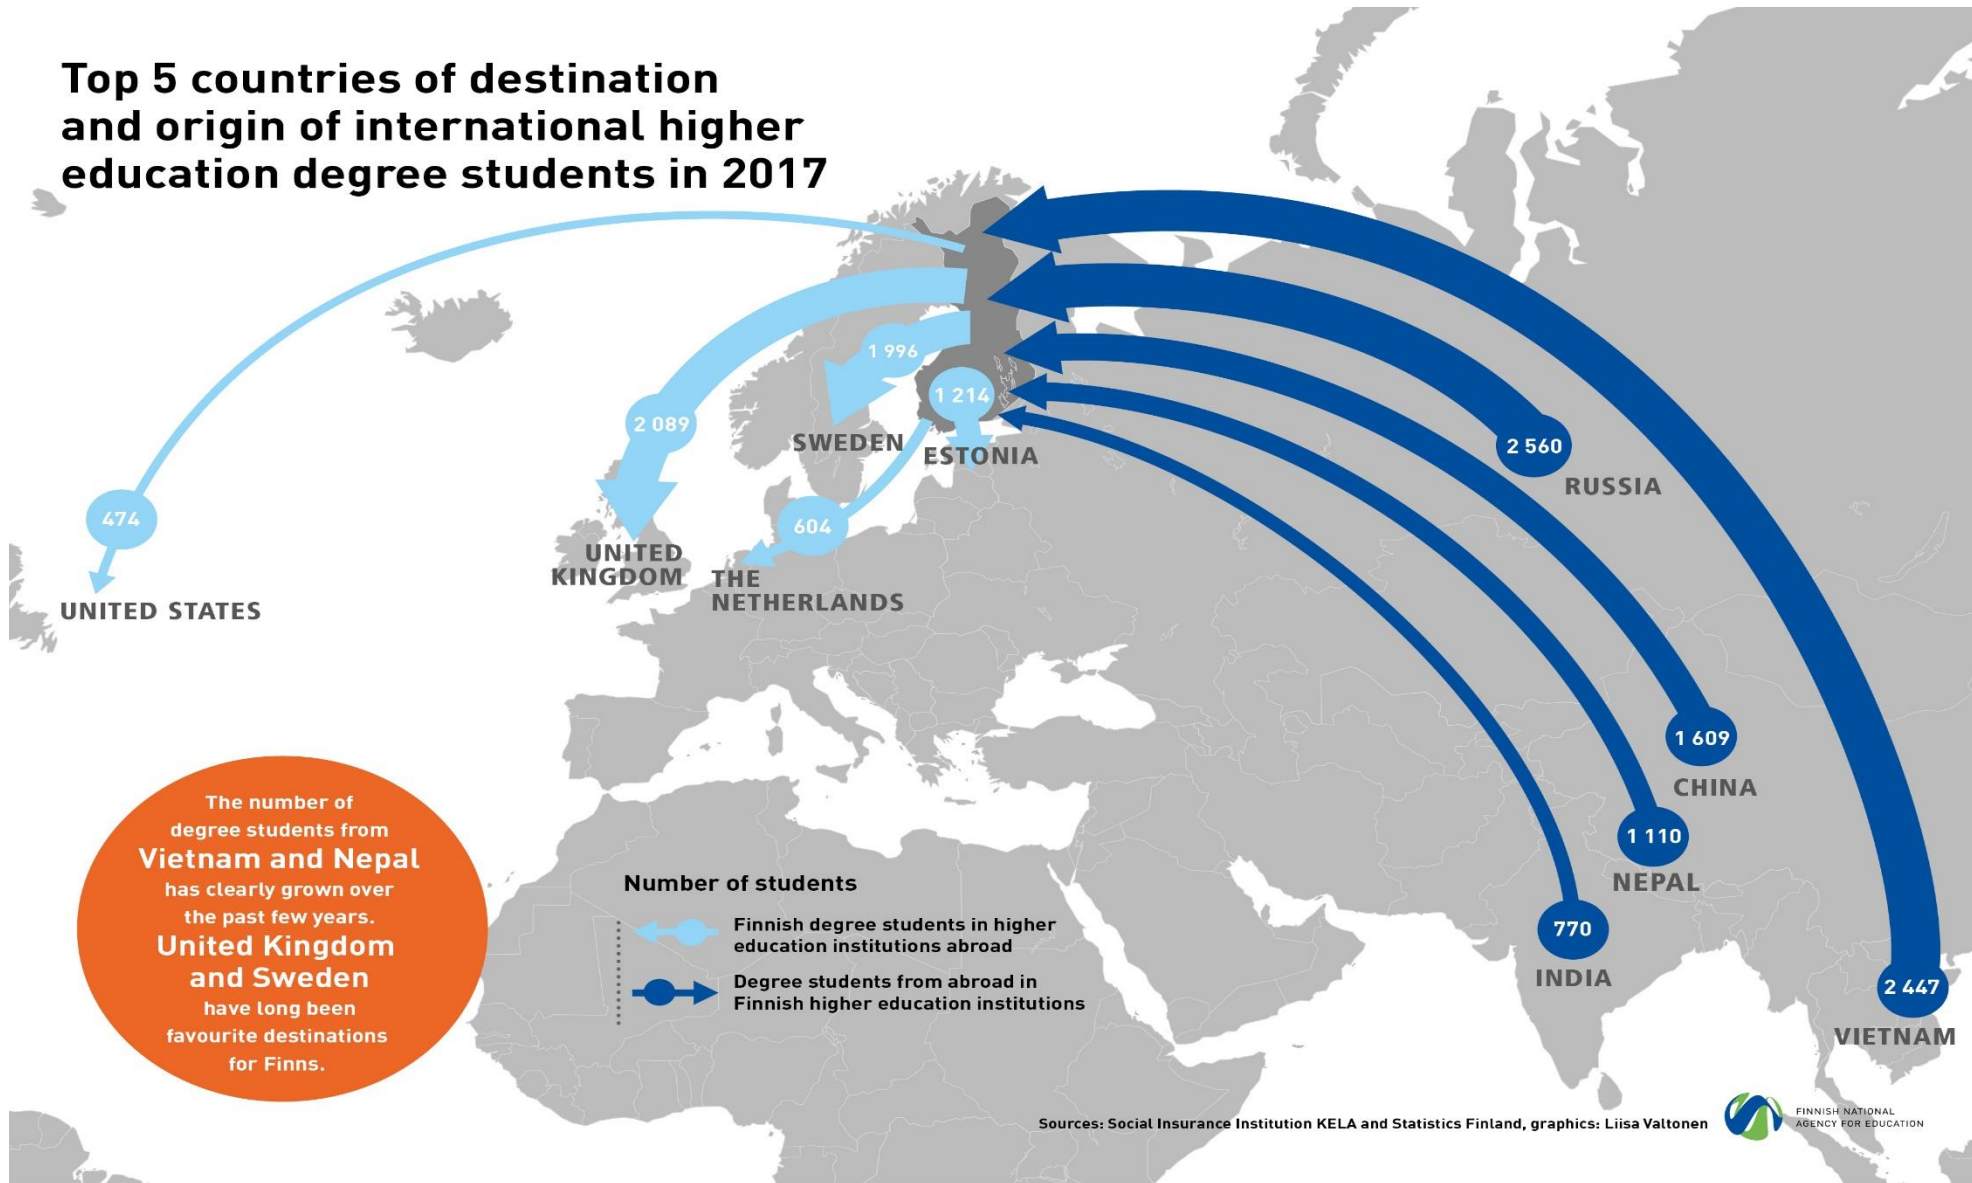 Top 5 countries of destination
and origin of international higher
education degree students in 2017
1 996
1 214
2 089
SWEDEN
ESTONIA
2 560
RUSSIA
474
604
UNITED
KINGDOM
THE
NETHERLANDS
UNITED STATES
1 609
CHINA
1 110
NEPAL
770
INDIA
2 447
VIETNAM
The number of
degree students from
Vietnam and Nepal
has clearly grown over
the past few years.
United Kingdom
and Sweden
have long been
favourite destinations
for Finns.
Number of students
Finnish degree students in higher
education institutions abroad
Degree students from abroad in
Finnish higher education institutions
Sources: Social Insurance Institution KELA and Statistics Finland, graphics: Liisa Valtonen
FINNISH NATIONAL
AGENCY FOR EDUCATION